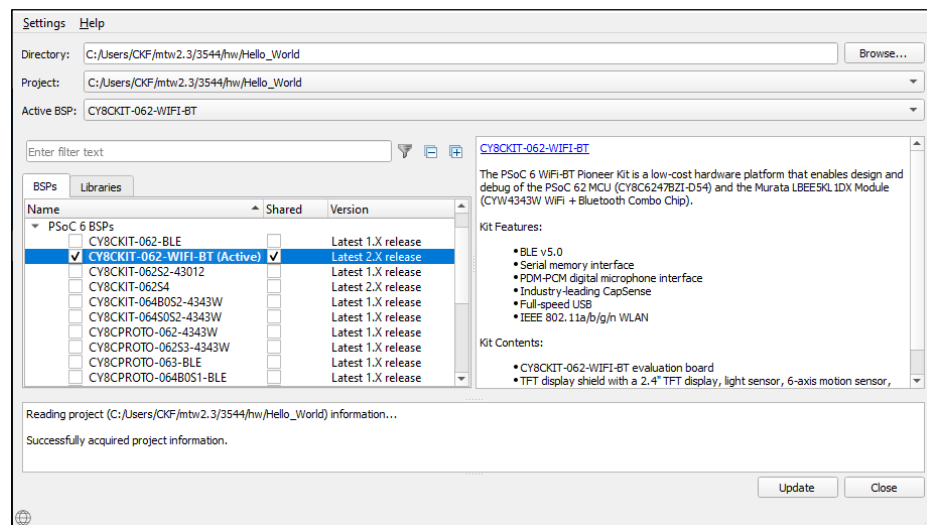 Settings Help
Directory: C:/Users/CKF/mtw2.3/3544/hw/Hello_World Browse...
Project: C:/Users/CKF/mtw2.3/3544/hw/Hello_World
Active BSP: CY8CKIT-062-WIFI-BT
Enter filter text
BSPs Libraries
Name Shared Version
PSoC 6 BSPs
CY8CKIT-062-BLE Latest 1.X release
CY8CKIT-062-WIFI-BT (Active) Latest 2.X release
CY8CKIT-062S2-43012 Latest 1.X release
CY8CKIT-062S4 Latest 2.X release
CY8CKIT-064B0S2-4343W Latest 1.X release
CY8CKIT-064S0S2-4343W Latest 1.X release
CY8CPROTO-062-4343W Latest 1.X release
CY8CPROTO-062S3-4343W Latest 1.X release
CY8CPROTO-063-BLE Latest 1.X release
CY8CPROTO-064B0S1-BLE Latest 1.X release
CY8CKIT-062-WIFI-BT
The PSoC 6 WiFi-BT Pioneer Kit is a low-cost hardware platform that enables design and
debug of the PSoC 62 MCU (CY8C6247BZI-D54) and the Murata LBEE5KL1DX Module
(CYW4343W WiFi + Bluetooth Combo Chip).
Kit Features:
•BLE v5.0
•Serial memory interface
•PDM-PCM digital microphone interface
•Industry-leading CapSense
•Full-speed USB
•IEEE 802.11a/b/g/n WLAN
Kit Contents:
•CY8CKIT-062-WIFI-BT evaluation board
•TFT display shield with a 2.4" TFT display, light sensor, 6-axis motion sensor,
Reading project (C:/Users/CKF/mtw2.3/3544/hw/Hello_World) information...
Successfully acquired project information.
Update Close